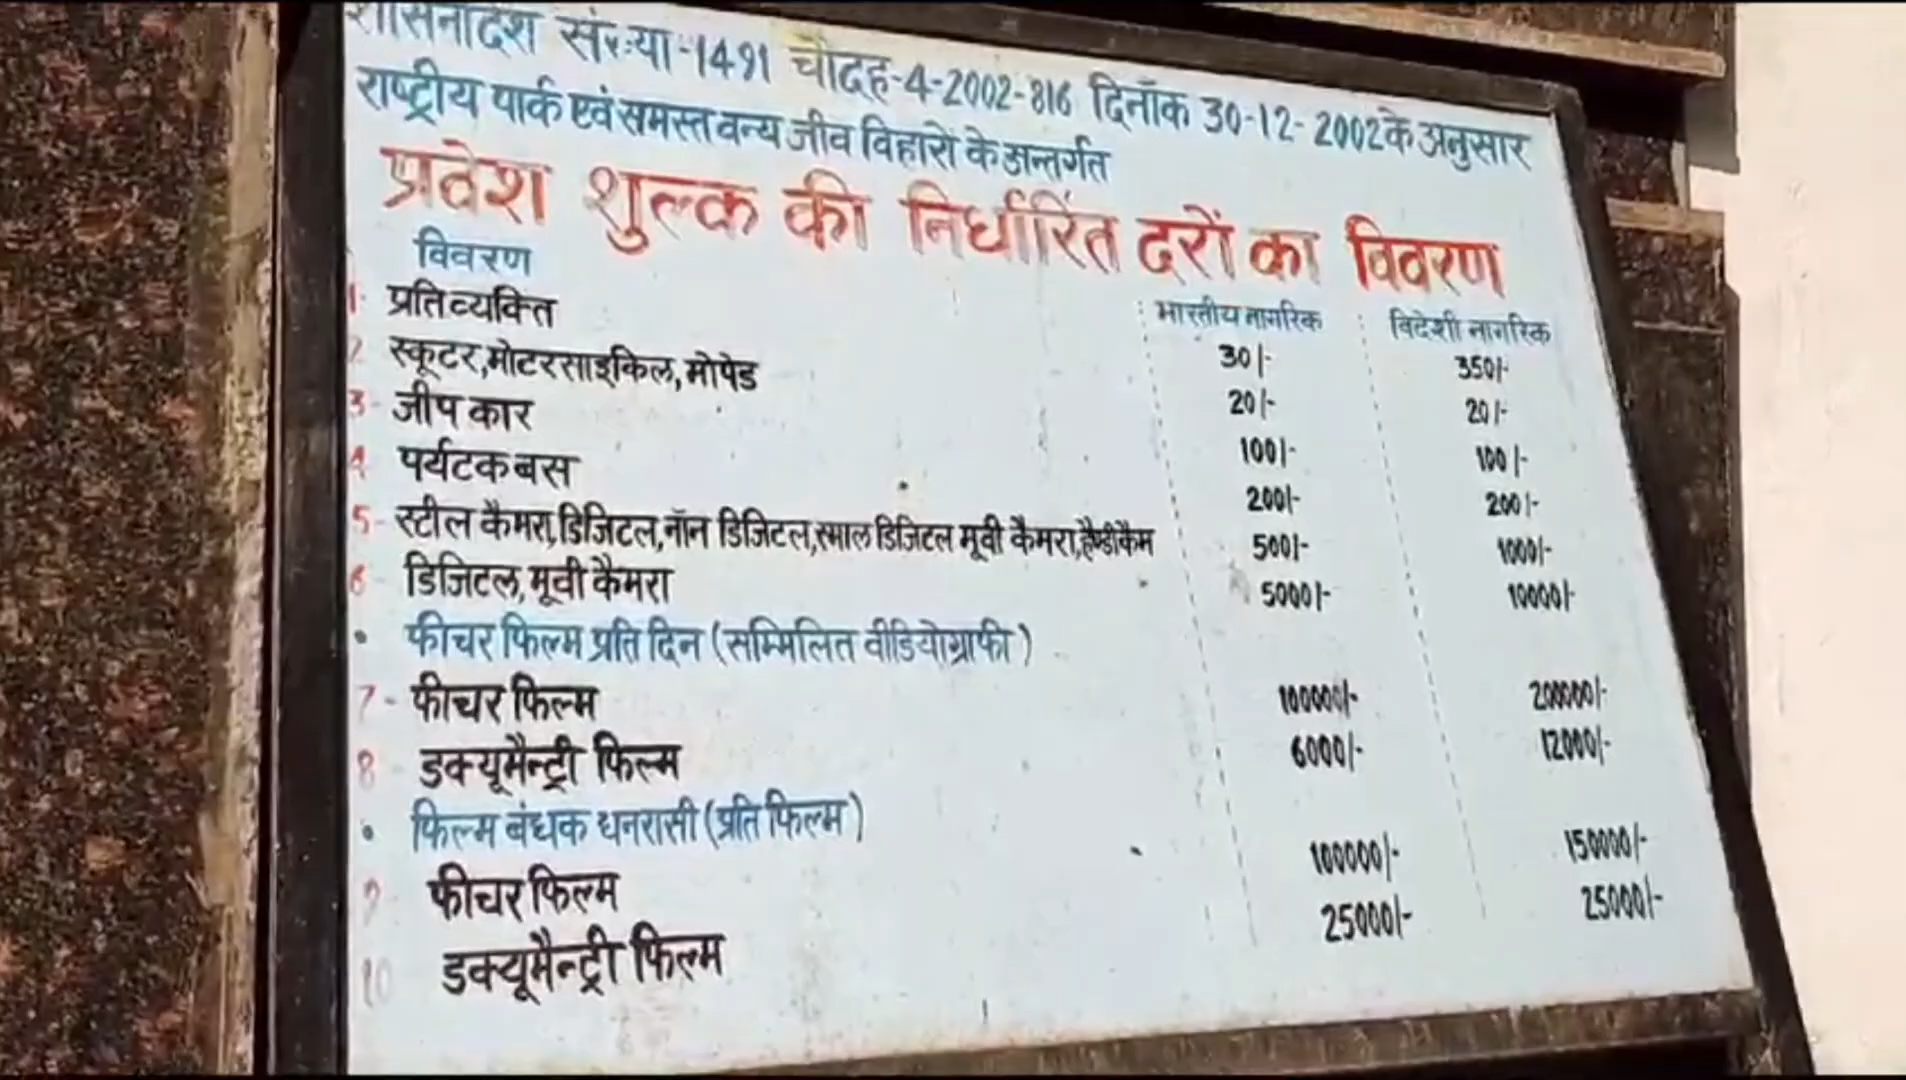 शासनादेश संख्या-1491 चौदह-4-2002-816 दिनॉक 30-12-2002के अनुसार
राष्ट्रीय पार्क एवं समस्त वन्य जीव विहारों के अन्तर्गत
प्रवेश शुल्क की निर्धारित दरों का विवरण
विवरण भारतीय नागरिक विदेशी नागरिक
1- प्रतिव्यक्ति 30/- 350/-
2 स्कूटर,मोटरसाइकिल,मोपेड 20/- 20/-
3- जीप कार 100/- 100/-
4 पर्यटक बस 200/- 200/-
5- स्टील कैमरा,डिजिटल,नॉन डिजिटल,स्माल डिजिटल मूवी कैमरा,हैण्डीकैम 500/- 1000/-
6 डिजिटल,मूवी कैमरा 5000/- 10000/-
• फीचर फिल्म प्रति दिन (सम्मिलित वीडियोग्राफी)
7- फीचर फिल्म 100000/- 200000/-
8 डक्यूमैन्ट्री फिल्म 6000/- 12000/-
• फिल्म बंधक धनरासी (प्रति फिल्म)
9 फीचर फिल्म 100000/- 150000/-
10 डक्यूमैन्ट्री फिल्म 25000/- 25000/-